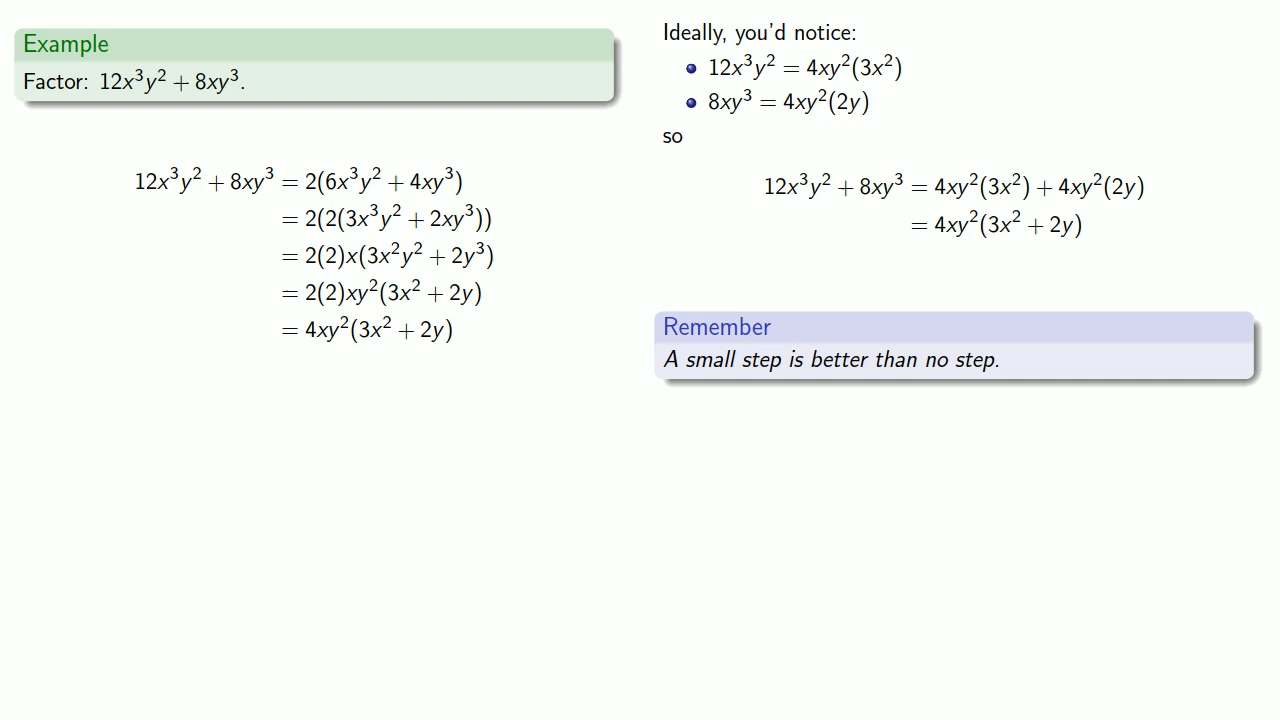 Example
Factor: 12x³y² + 8xy³.
12x³y² + 8xy³ = 2(6x³y² + 4xy³)
= 2(2(3x³y² + 2xy³))
= 2(2)x(3x²y² + 2y³)
= 2(2)xy²(3x² + 2y)
= 4xy²(3x² + 2y)
Ideally, you'd notice:
• 12x³y² = 4xy²(3x²)
• 8xy³ = 4xy²(2y)
so
12x³y² + 8xy³ = 4xy²(3x²) + 4xy²(2y)
= 4xy²(3x² + 2y)
Remember
A small step is better than no step.